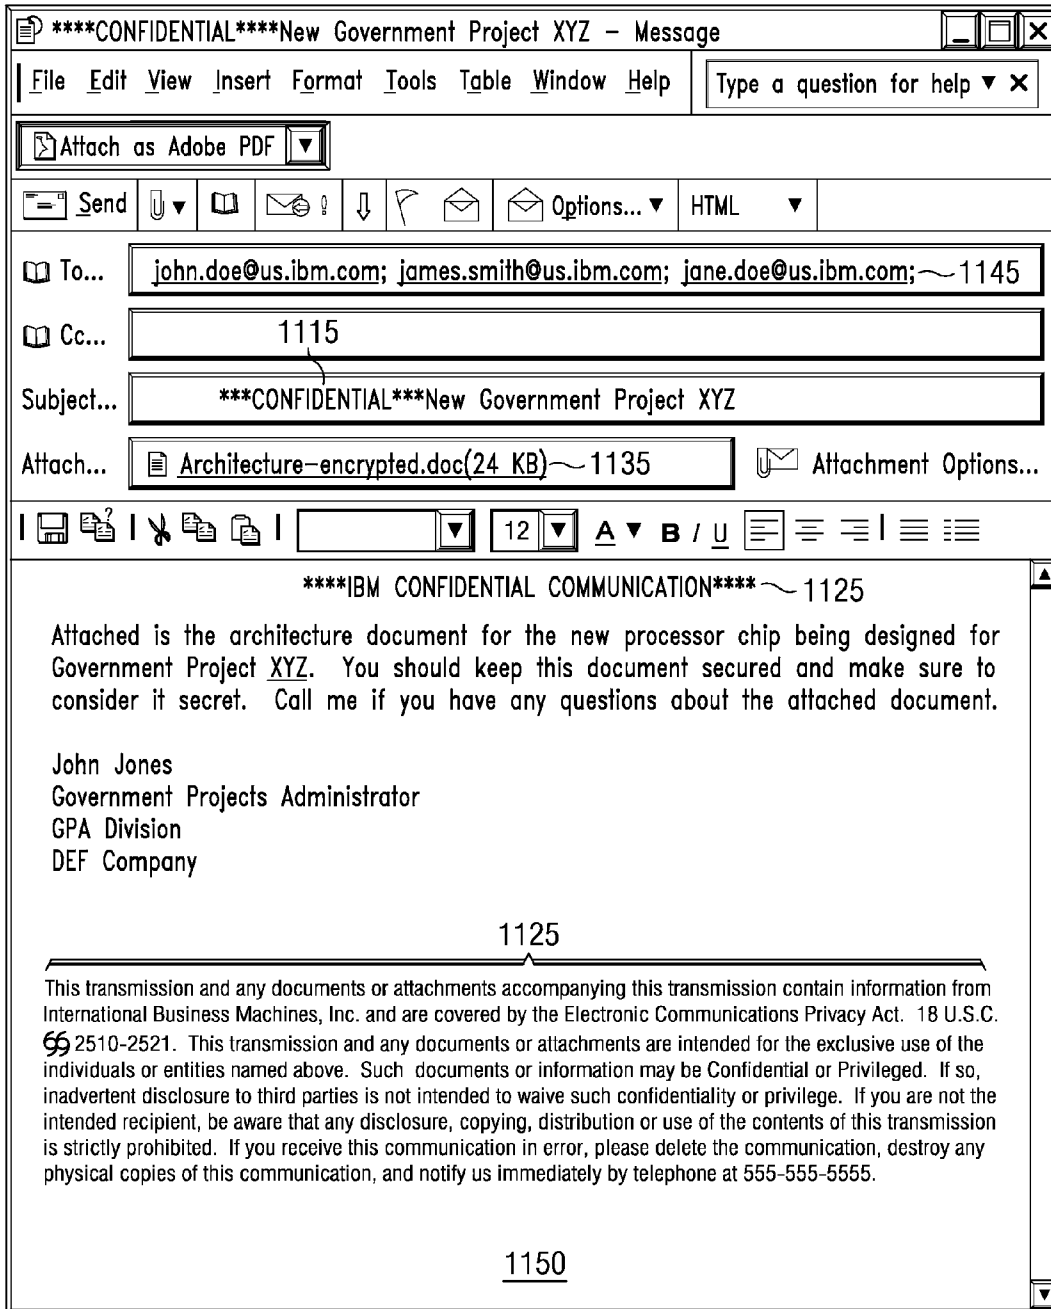 ****CONFIDENTIAL****New Government Project XYZ – Message
File Edit View Insert Format Tools Table Window Help
Type a question for help
Attach as Adobe PDF
Send
Options...
HTML
To... john.doe@us.ibm.com; james.smith@us.ibm.com; jane.doe@us.ibm.com; 1145
Cc...
1115
Subject... ***CONFIDENTIAL***New Government Project XYZ
Attach... Architecture–encrypted.doc(24 KB) 1135 Attachment Options...
12 A B I U
****IBM CONFIDENTIAL COMMUNICATION**** 1125
Attached is the architecture document for the new processor chip being designed for
Government Project XYZ. You should keep this document secured and make sure to
consider it secret. Call me if you have any questions about the attached document.
John Jones
Government Projects Administrator
GPA Division
DEF Company
1125
This transmission and any documents or attachments accompanying this transmission contain information from
International Business Machines, Inc. and are covered by the Electronic Communications Privacy Act. 18 U.S.C.
§§ 2510-2521. This transmission and any documents or attachments are intended for the exclusive use of the
individuals or entities named above. Such documents or information may be Confidential or Privileged. If so,
inadvertent disclosure to third parties is not intended to waive such confidentiality or privilege. If you are not the
intended recipient, be aware that any disclosure, copying, distribution or use of the contents of this transmission
is strictly prohibited. If you receive this communication in error, please delete the communication, destroy any
physical copies of this communication, and notify us immediately by telephone at 555-555-5555.
1150